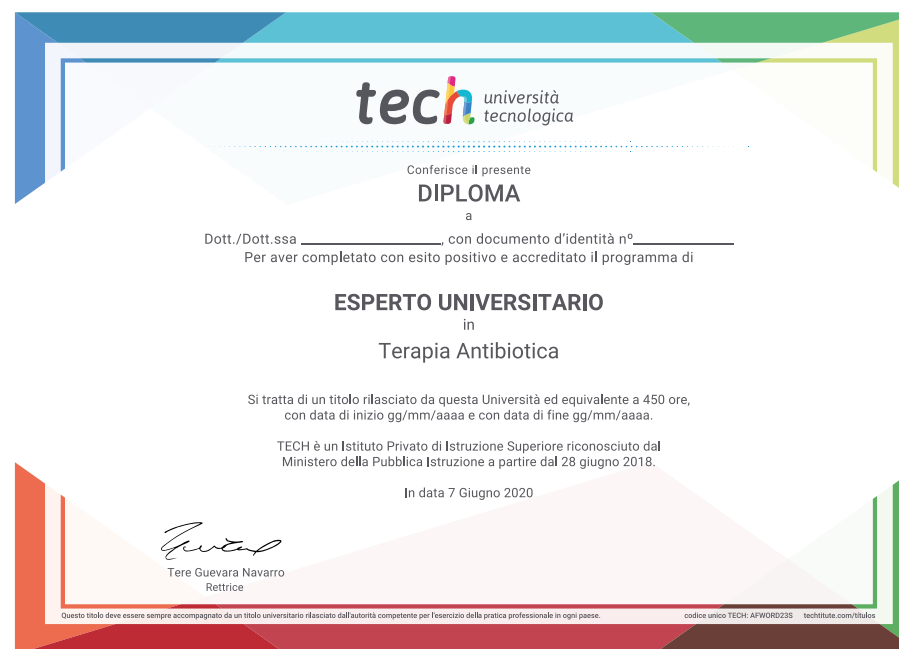 tech università
tecnologica
Conferisce il presente
DIPLOMA
a
Dott./Dott.ssa ____________________, con documento d'identità nº______________
Per aver completato con esito positivo e accreditato il programma di
ESPERTO UNIVERSITARIO
in
Terapia Antibiotica
Si tratta di un titolo rilasciato da questa Università ed equivalente a 450 ore,
con data di inizio gg/mm/aaaa e con data di fine gg/mm/aaaa.
TECH è un Istituto Privato di Istruzione Superiore riconosciuto dal
Ministero della Pubblica Istruzione a partire dal 28 giugno 2018.
In data 7 Giugno 2020
Tere Guevara Navarro
Rettrice
Questo titolo deve essere sempre accompagnato da un titolo universitario rilasciato dall'autorità competente per l'esercizio della pratica professionale in ogni paese. codice unico TECH: AFWORD23S techtitute.com/titulos